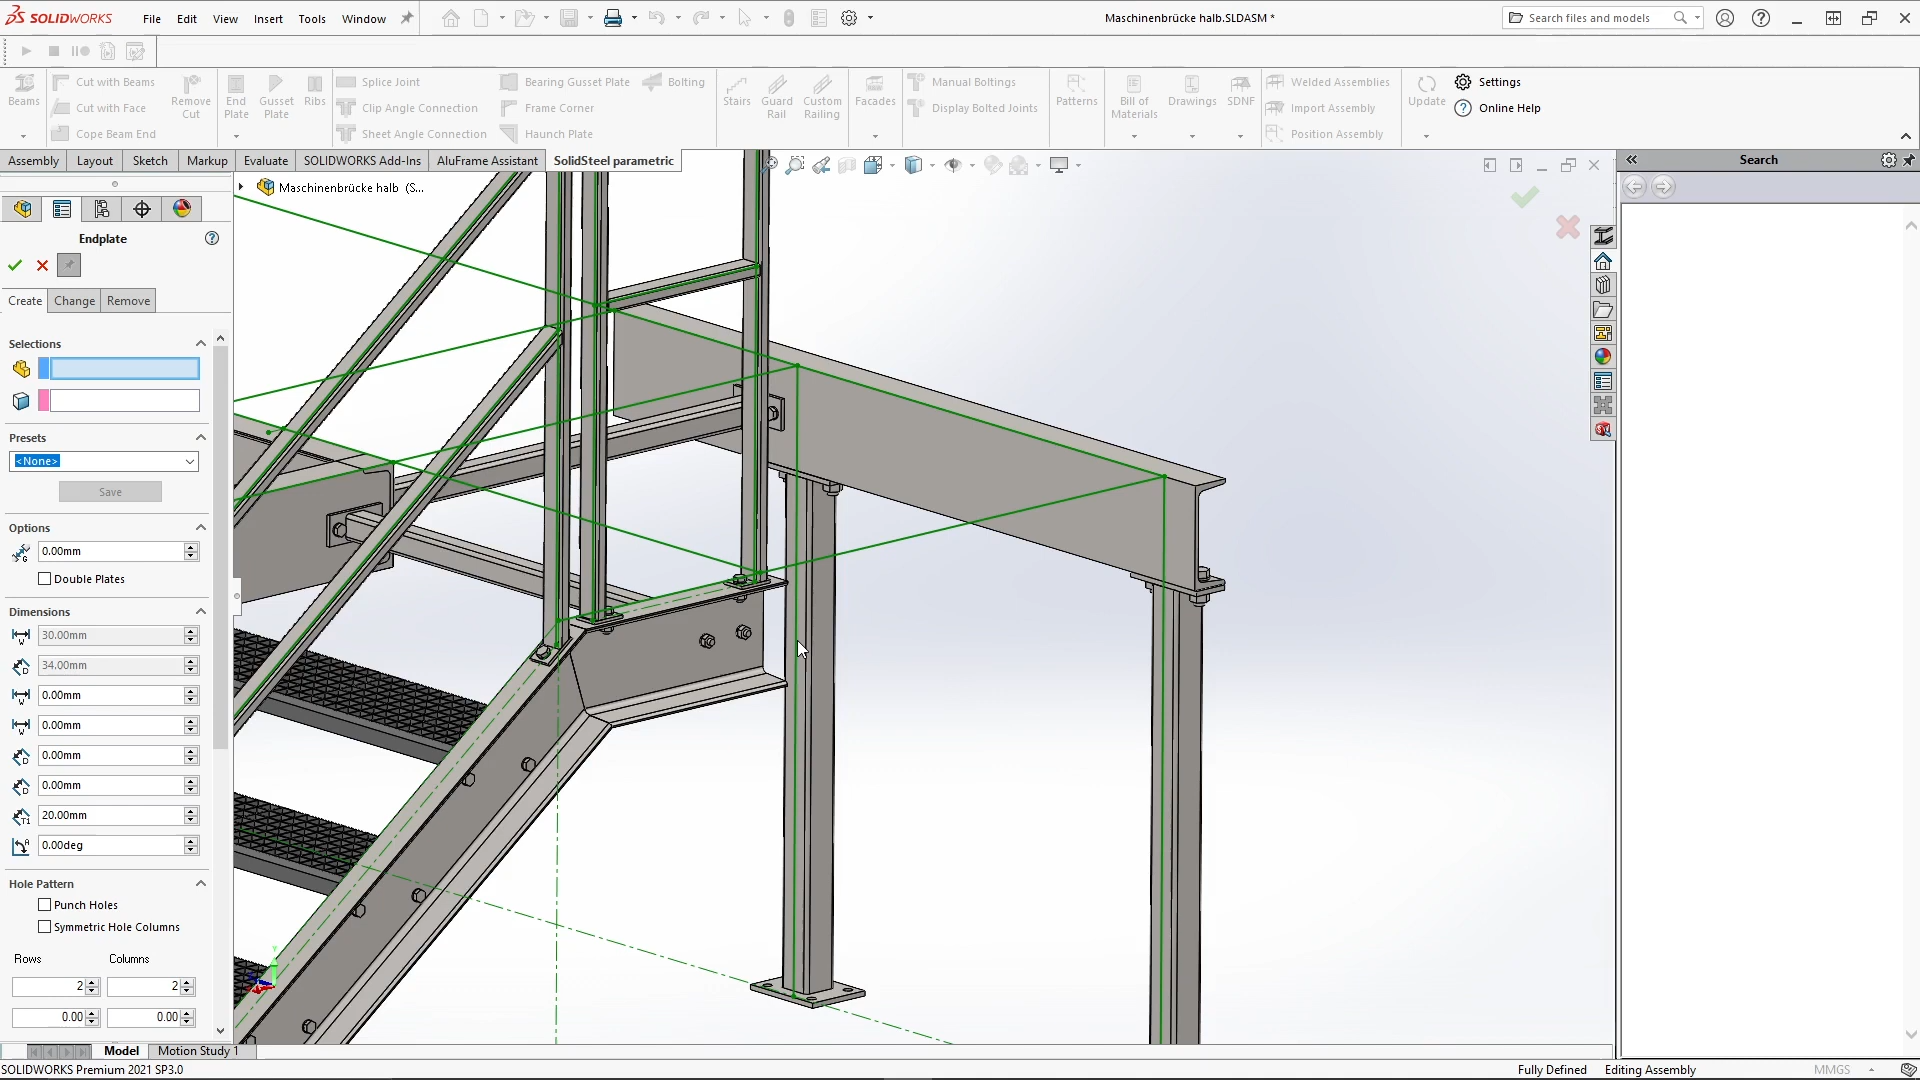 SOLIDWORKS
File Edit View Insert Tools Window
Maschinenbrücke halb.SLDASM *
Search files and models
Beams
Cut with Beams
Cut with Face
Cope Beam End
Remove Cut
End Plate
Gusset Plate
Ribs
Splice Joint
Clip Angle Connection
Sheet Angle Connection
Bearing Gusset Plate
Frame Corner
Haunch Plate
Bolting
Stairs
Guard Rail
Custom Railing
Facades
Manual Boltings
Display Bolted Joints
Patterns
Bill of Materials
Drawings
SDNF
Welded Assemblies
Import Assembly
Position Assembly
Update
Settings
Online Help
Assembly Layout Sketch Markup Evaluate SOLIDWORKS Add-Ins AluFrame Assistant SolidSteel parametric
Search
Maschinenbrücke halb (S...
Endplate
Create Change Remove
Selections
Presets
<None>
Save
Options
0.00mm
Double Plates
Dimensions
30.00mm
34.00mm
0.00mm
0.00mm
0.00mm
0.00mm
20.00mm
0.00deg
Hole Pattern
Punch Holes
Symmetric Hole Columns
Rows Columns
2 2
0.00 0.00
Model Motion Study 1
SOLIDWORKS Premium 2021 SP3.0
Fully Defined Editing Assembly MMGS